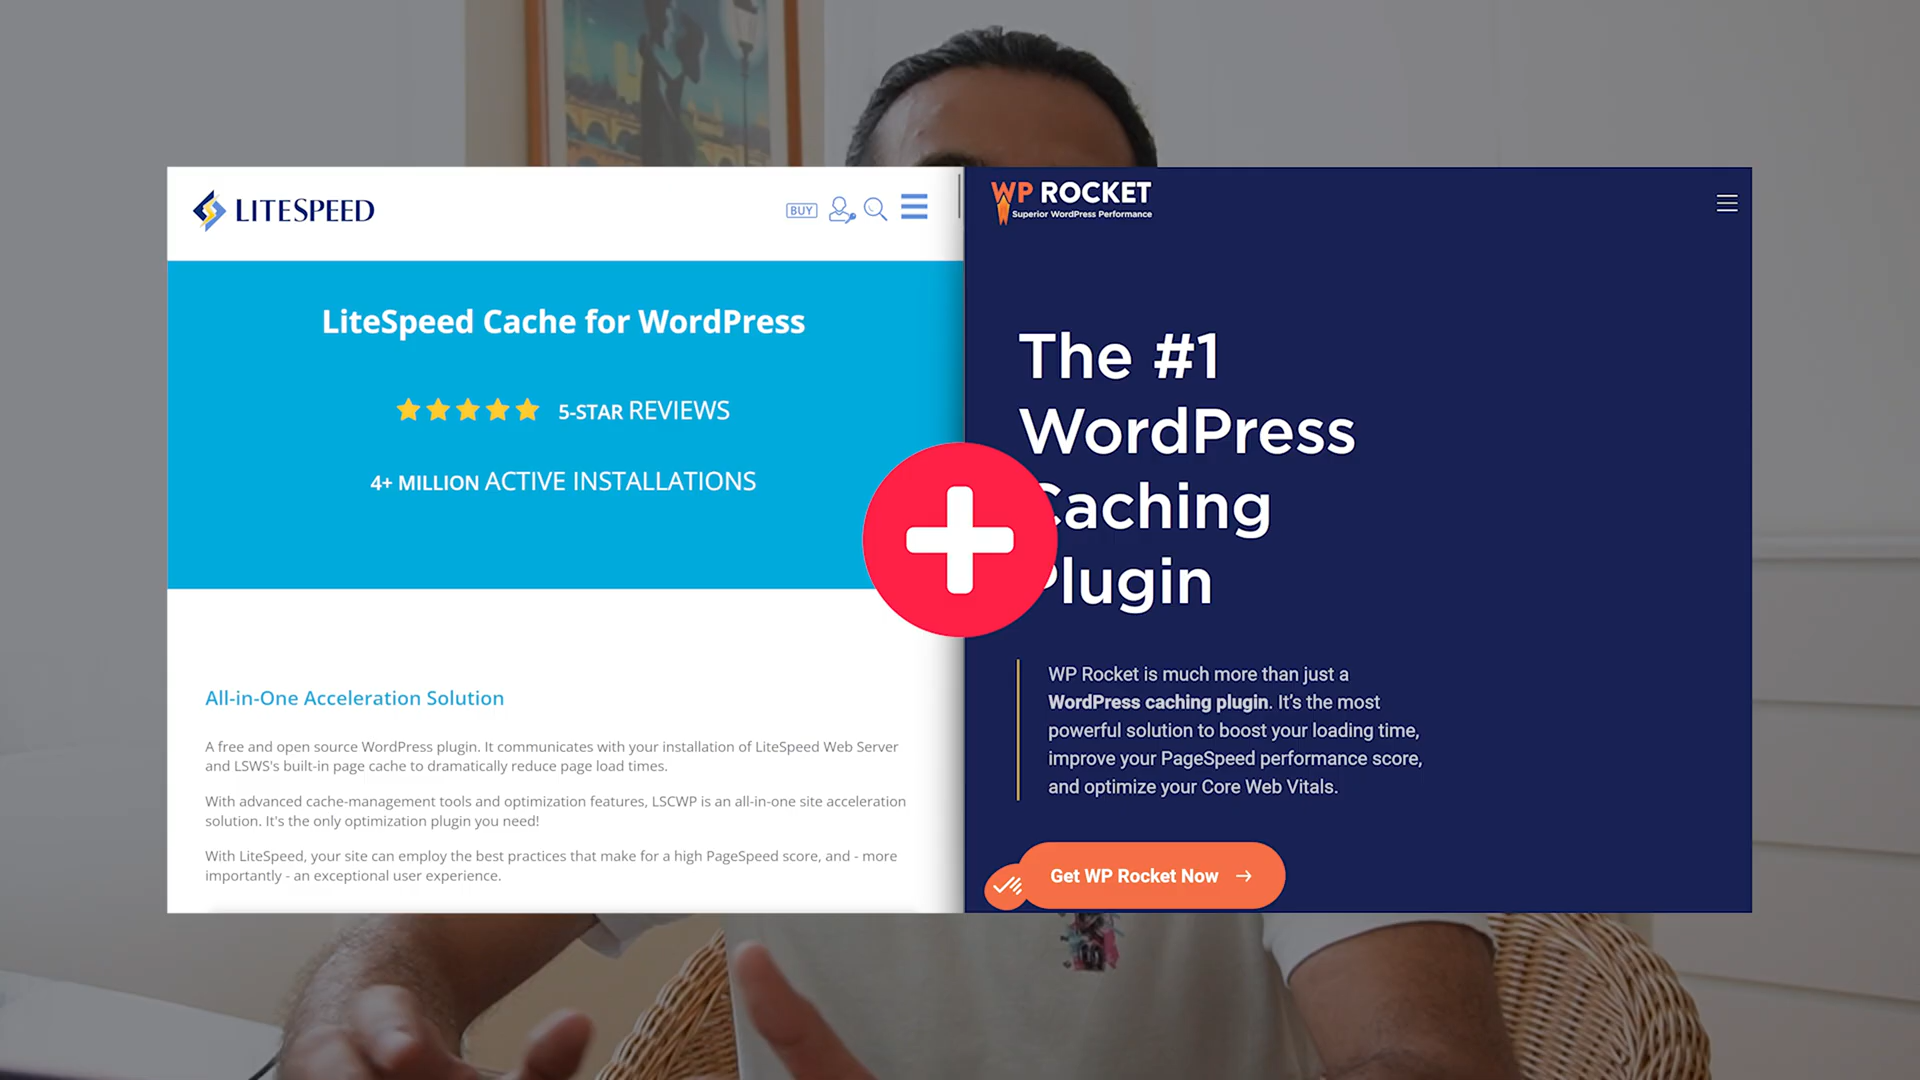 LITESPEED
BUY
LiteSpeed Cache for WordPress
5-STAR REVIEWS
4+ MILLION ACTIVE INSTALLATIONS
All-in-One Acceleration Solution
A free and open source WordPress plugin. It communicates with your installation of LiteSpeed Web Server
and LSWS's built-in page cache to dramatically reduce page load times.
With advanced cache-management tools and optimization features, LSCWP is an all-in-one site acceleration
solution. It's the only optimization plugin you need!
With LiteSpeed, your site can employ the best practices that make for a high PageSpeed score, and - more
importantly - an exceptional user experience.
WP ROCKET
Superior WordPress Performance
The #1
WordPress
Caching
Plugin
WP Rocket is much more than just a
WordPress caching plugin. It's the most
powerful solution to boost your loading time,
improve your PageSpeed performance score,
and optimize your Core Web Vitals.
Get WP Rocket Now